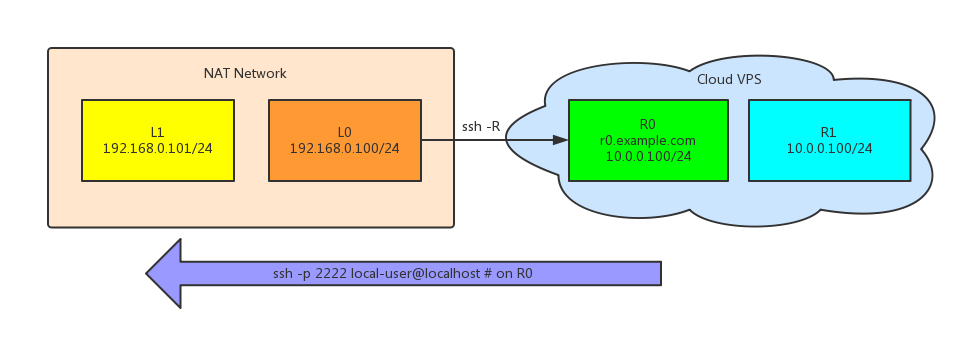 NAT Network
L1
192.168.0.101/24
L0
192.168.0.100/24
ssh -R
Cloud VPS
R0
r0.example.com
10.0.0.100/24
R1
10.0.0.100/24
ssh -p 2222 local-user@localhost # on R0